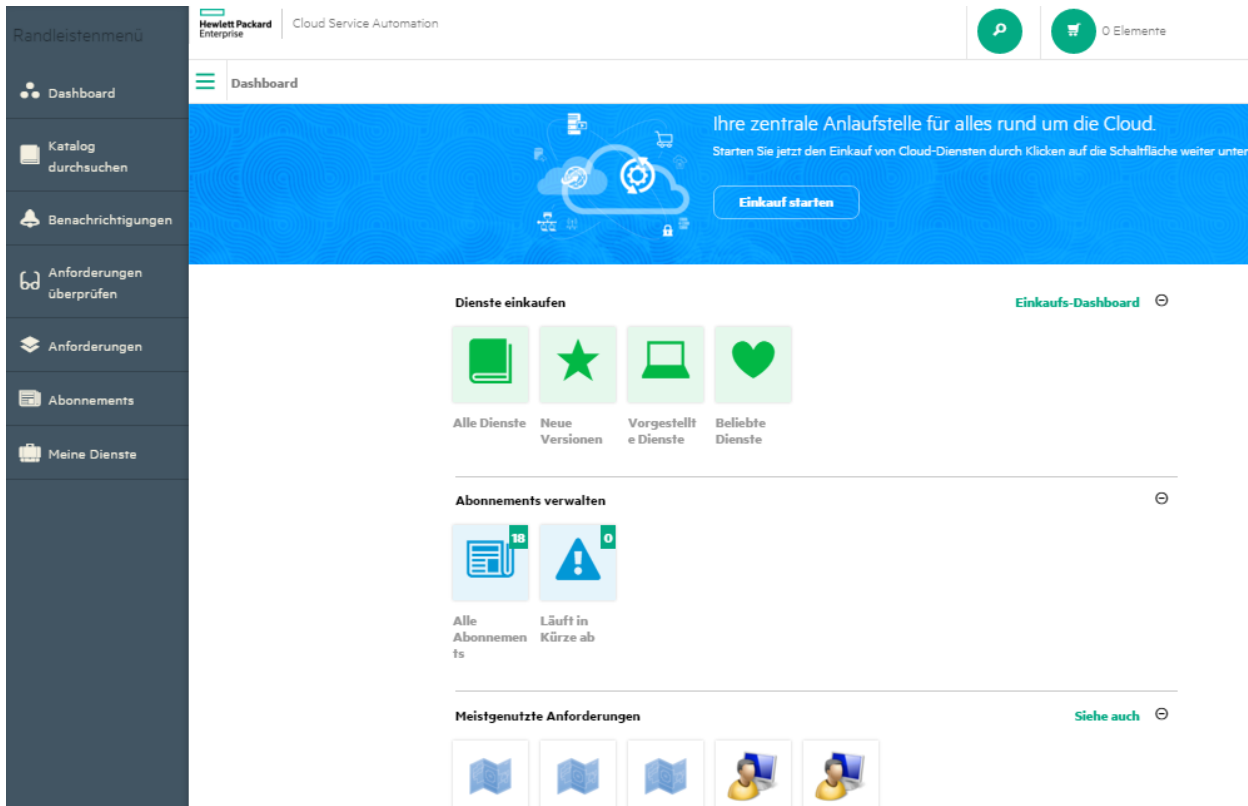 Randleistenmenü
Dashboard
Katalog
durchsuchen
Benachrichtigungen
Anforderungen
überprüfen
Anforderungen
Abonnements
Meine Dienste
Hewlett Packard
Enterprise
Cloud Service Automation
0 Elemente
Dashboard
Ihre zentrale Anlaufstelle für alles rund um die Cloud.
Starten Sie jetzt den Einkauf von Cloud-Diensten durch Klicken auf die Schaltfläche weiter unter
Einkauf starten
Dienste einkaufen
Einkaufs-Dashboard
Alle Dienste
Neue
Versionen
Vorgestellt
e Dienste
Beliebte
Dienste
Abonnements verwalten
18
0
Alle
Abonnemen
ts
Läuft in
Kürze ab
Meistgenutzte Anforderungen
Siehe auch